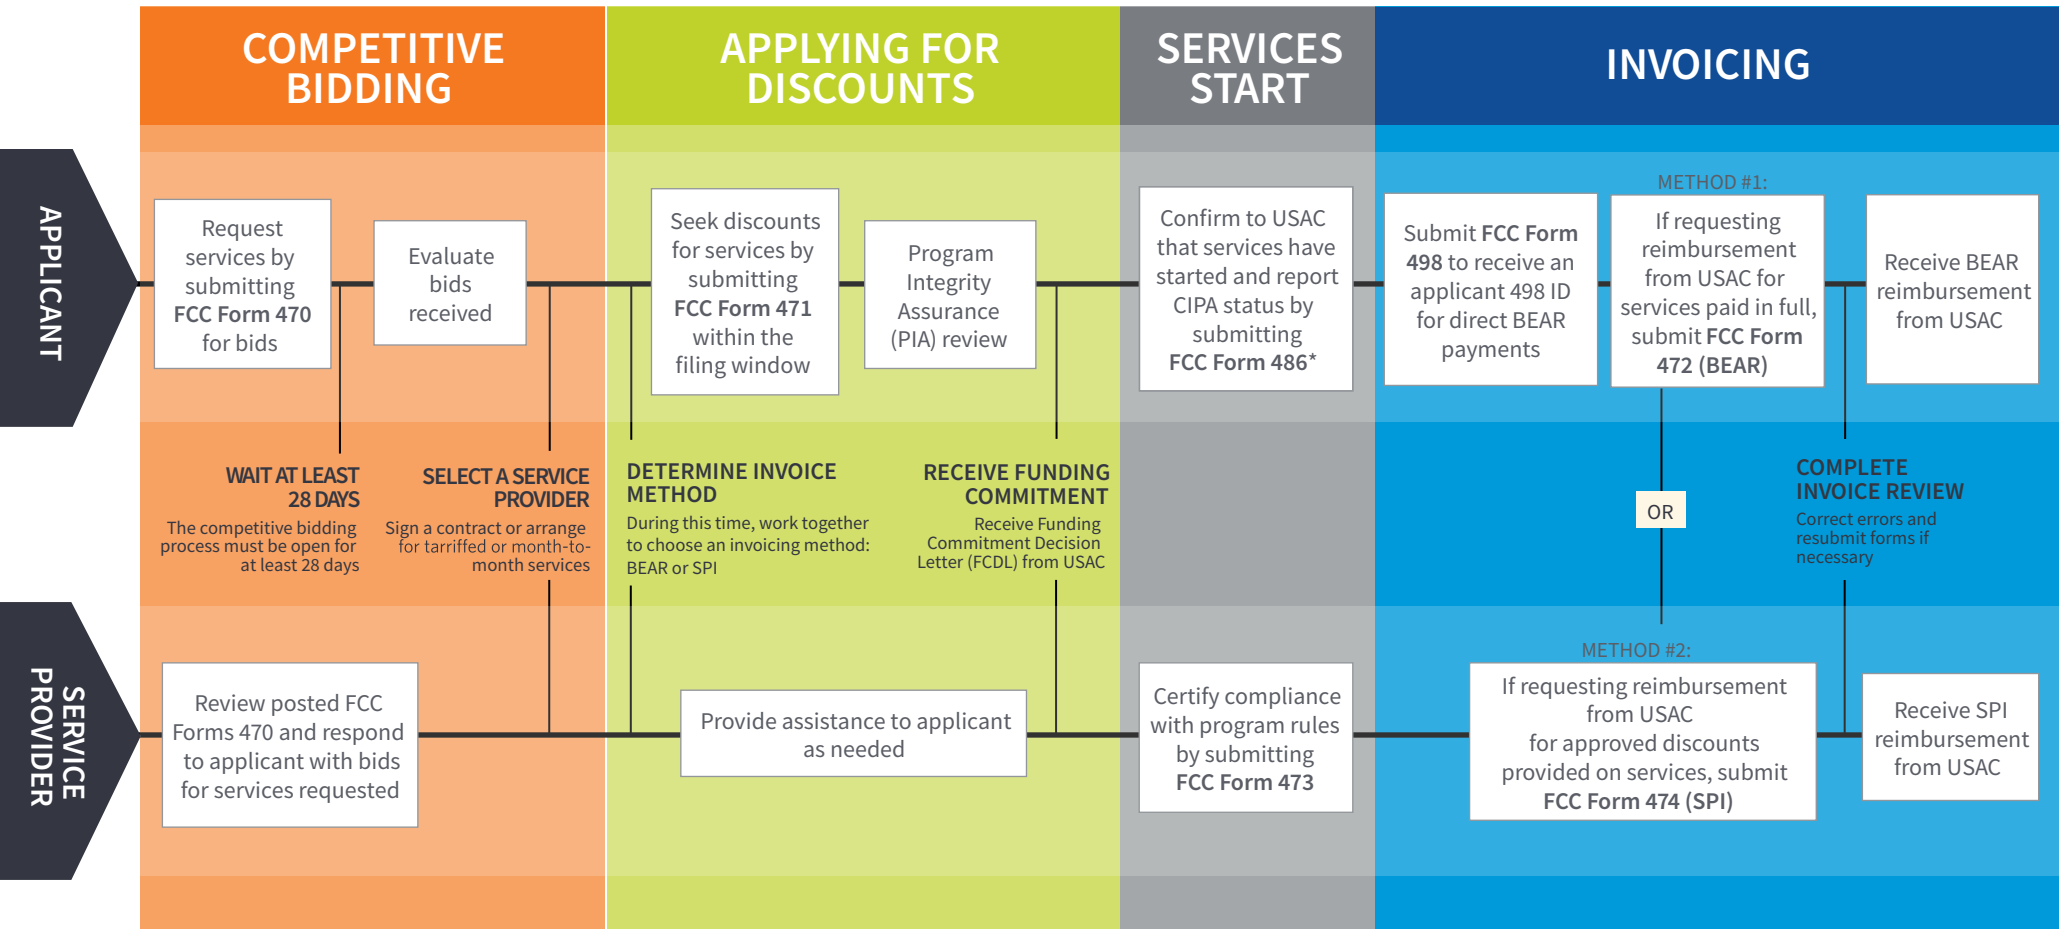 COMPETITIVE
BIDDING
APPLYING FOR
DISCOUNTS
SERVICES
START
INVOICING
APPLICANT
Request
services by
submitting
FCC Form 470
for bids
Evaluate
bids
received
Seek discounts
for services by
submitting
FCC Form 471
within the
filing window
Program
Integrity
Assurance
(PIA) review
Confirm to USAC
that services have
started and report
CIPA status by
submitting
FCC Form 486*
Submit FCC Form
498 to receive an
applicant 498 ID
for direct BEAR
payments
METHOD #1:
If requesting
reimbursement
from USAC for
services paid in full,
submit FCC Form
472 (BEAR)
Receive BEAR
reimbursement
from USAC
WAIT AT LEAST
28 DAYS
The competitive bidding
process must be open for
at least 28 days
SELECT A SERVICE
PROVIDER
Sign a contract or arrange
for tarriffed or month-to-
month services
DETERMINE INVOICE
METHOD
During this time, work together
to choose an invoicing method:
BEAR or SPI
RECEIVE FUNDING
COMMITMENT
Receive Funding
Commitment Decision
Letter (FCDL) from USAC
OR
COMPLETE
INVOICE REVIEW
Correct errors and
resubmit forms if
necessary
SERVICE
PROVIDER
Review posted FCC
Forms 470 and respond
to applicant with bids
for services requested
Provide assistance to applicant
as needed
Certify compliance
with program rules
by submitting
FCC Form 473
METHOD #2:
If requesting reimbursement
from USAC
for approved discounts
provided on services, submit
FCC Form 474 (SPI)
Receive SPI
reimbursement
from USAC